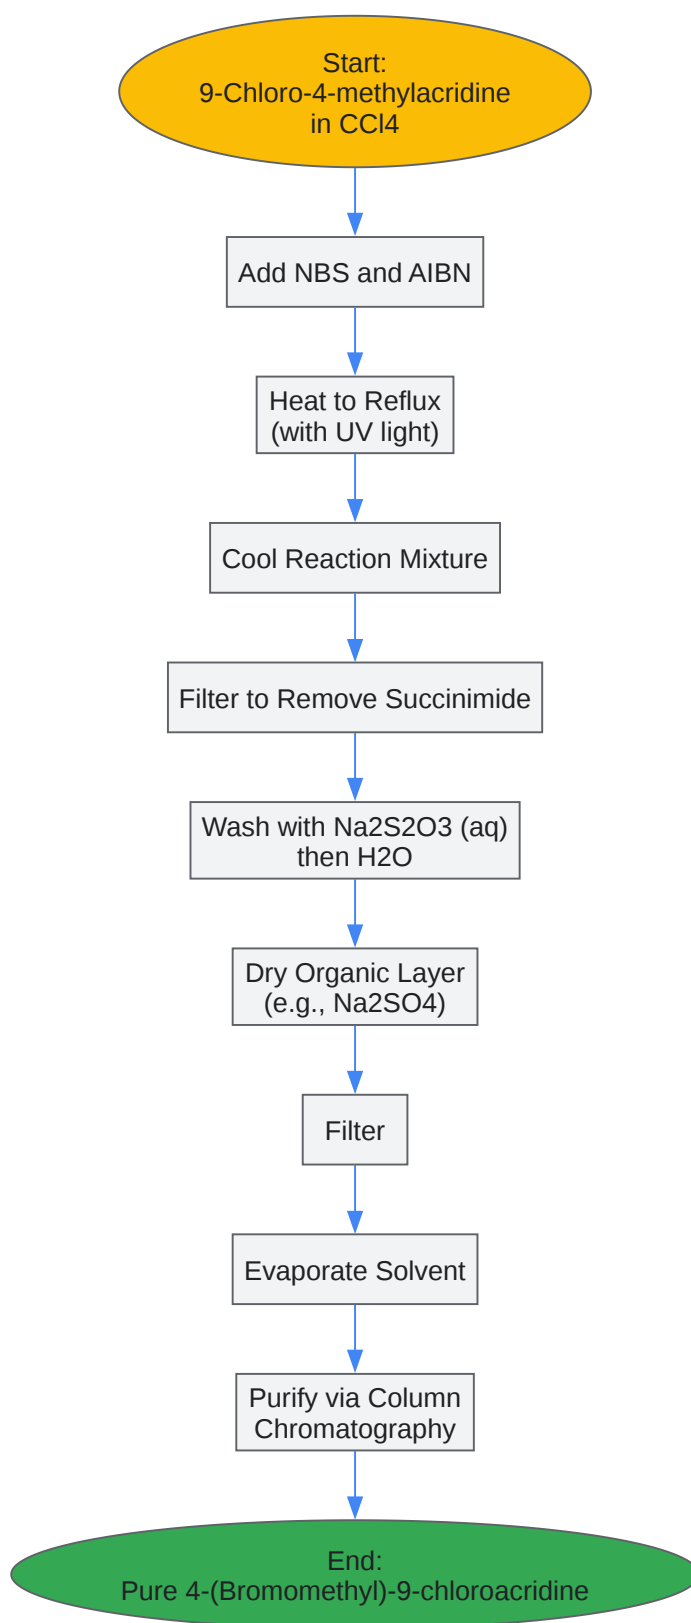 Start:
9-Chloro-4-methylacridine
in CCl4
Add NBS and AIBN
Heat to Reflux
(with UV light)
Cool Reaction Mixture
Filter to Remove Succinimide
Wash with Na2S2O3 (aq)
then H2O
Dry Organic Layer
(e.g., Na2SO4)
Filter
Evaporate Solvent
Purify via Column
Chromatography
End:
Pure 4-(Bromomethyl)-9-chloroacridine